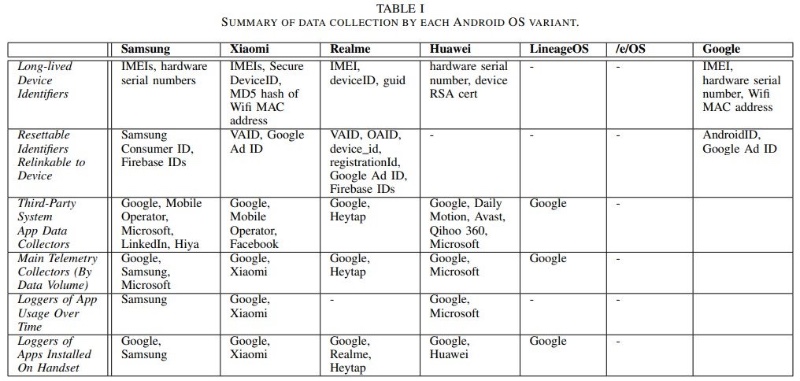 TABLE I
SUMMARY OF DATA COLLECTION BY EACH ANDROID OS VARIANT.
Samsung Xiaomi Realme Huawei LineageOS /e/OS Google
Long-lived Device Identifiers
IMEIs, hardware serial numbers
IMEIs, Secure DeviceID, MD5 hash of Wifi MAC address
IMEI, deviceID, guid
hardware serial number, device RSA cert
-
-
IMEI, hardware serial number, Wifi MAC address
Resettable Identifiers Relinkable to Device
Samsung Consumer ID, Firebase IDs
VAID, Google Ad ID
VAID, OAID, device_id, registrationId, Google Ad ID, Firebase IDs
-
-
-
AndroidID, Google Ad ID
Third-Party System App Data Collectors
Google, Mobile Operator, Microsoft, LinkedIn, Hiya
Google, Mobile Operator, Facebook
Google, Heytap
Google, Daily Motion, Avast, Qihoo 360, Microsoft
Google
-
Main Telemetry Collectors (By Data Volume)
Google, Samsung, Microsoft
Google, Xiaomi
Google, Heytap
Google, Microsoft
Google
-
Loggers of App Usage Over Time
Samsung
Google, Xiaomi
-
Google, Microsoft
-
-
Loggers of Apps Installed On Handset
Google, Samsung
Google, Xiaomi
Google, Realme, Heytap
Google, Huawei
Google
-